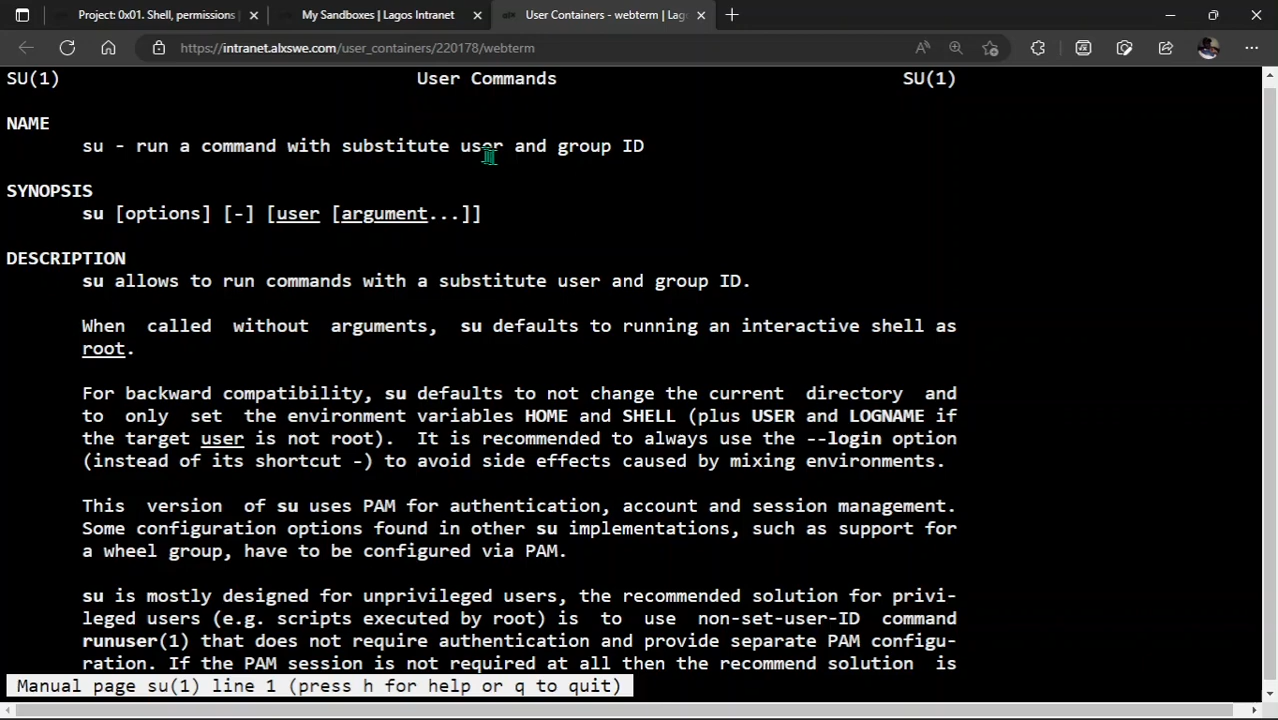 Project: 0x01. Shell, permissions
My Sandboxes | Lagos Intranet
User Containers - webterm | Lag
https://intranet.alxswe.com/user_containers/220178/webterm
SU(1) User Commands SU(1)
NAME
su - run a command with substitute user and group ID
SYNOPSIS
su [options] [-] [user [argument...]]
DESCRIPTION
su allows to run commands with a substitute user and group ID.
When called without arguments, su defaults to running an interactive shell as
root.
For backward compatibility, su defaults to not change the current directory and
to only set the environment variables HOME and SHELL (plus USER and LOGNAME if
the target user is not root). It is recommended to always use the --login option
(instead of its shortcut -) to avoid side effects caused by mixing environments.
This version of su uses PAM for authentication, account and session management.
Some configuration options found in other su implementations, such as support for
a wheel group, have to be configured via PAM.
su is mostly designed for unprivileged users, the recommended solution for privi-
leged users (e.g. scripts executed by root) is to use non-set-user-ID command
runuser(1) that does not require authentication and provide separate PAM configu-
ration. If the PAM session is not required at all then the recommend solution is
Manual page su(1) line 1 (press h for help or q to quit)